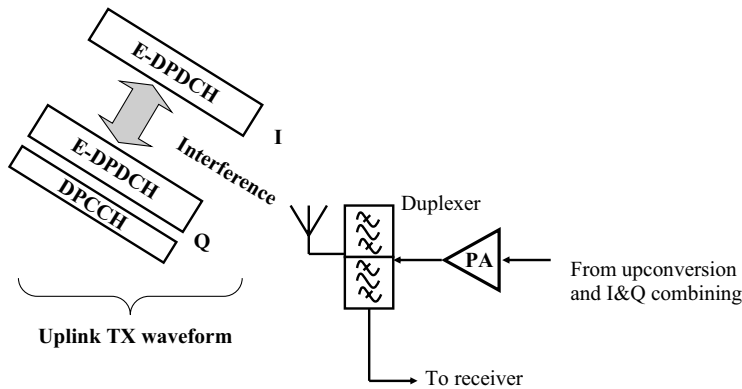 E-DPDCH
I
Interference
E-DPDCH
DPCCH
Q
Uplink TX waveform
Duplexer
PA
From upconversion
and I&Q combining
To receiver